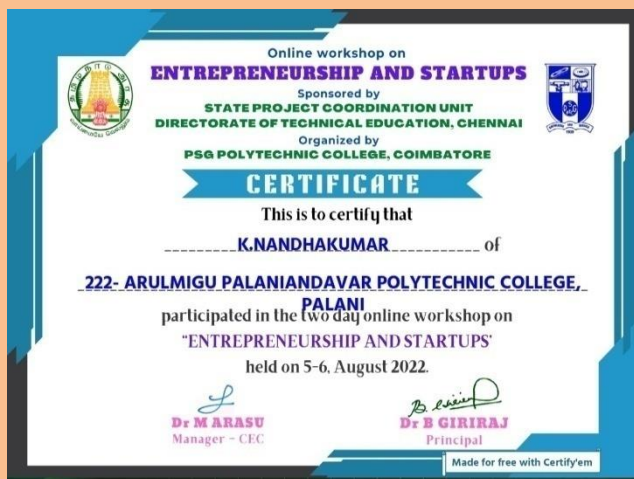 Online workshop on
ENTREPRENEURSHIP AND STARTUPS
Sponsored by
STATE PROJECT COORDINATION UNIT
DIRECTORATE OF TECHNICAL EDUCATION, CHENNAI
Organized by
PSG POLYTECHNIC COLLEGE, COIMBATORE
CERTIFICATE
This is to certify that
K.NANDHAKUMAR of
222- ARULMIGU PALANIANDAVAR POLYTECHNIC COLLEGE,
PALANI
participated in the two day online workshop on
"ENTREPRENEURSHIP AND STARTUPS'
held on 5-6, August 2022.
Dr M ARASU Dr B GIRIRAJ
Manager - CEC Principal
Made for free with Certify'em